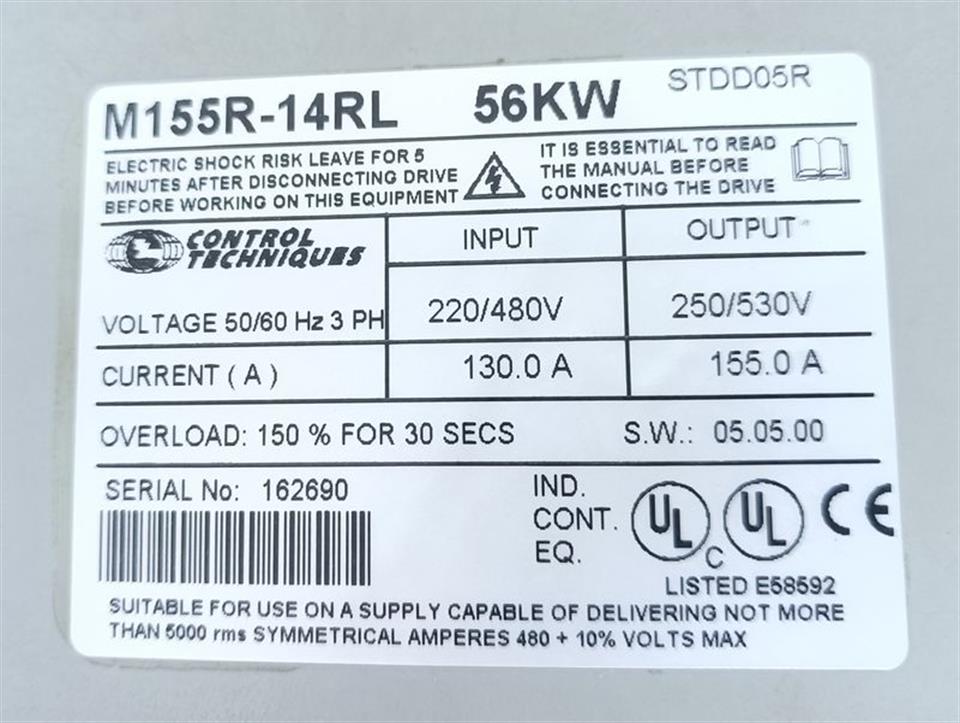 M155R-14RL 56KW STDD05R
ELECTRIC SHOCK RISK LEAVE FOR 5
MINUTES AFTER DISCONNECTING DRIVE
BEFORE WORKING ON THIS EQUIPMENT
IT IS ESSENTIAL TO READ
THE MANUAL BEFORE
CONNECTING THE DRIVE
CONTROL
TECHNIQUES
INPUT OUTPUT
VOLTAGE 50/60 Hz 3 PH 220/480V 250/530V
CURRENT ( A ) 130.0 A 155.0 A
OVERLOAD: 150 % FOR 30 SECS S.W.: 05.05.00
SERIAL No: 162690
IND.
CONT.
EQ.
UL C UL CE
LISTED E58592
SUITABLE FOR USE ON A SUPPLY CAPABLE OF DELIVERING NOT MORE
THAN 5000 rms SYMMETRICAL AMPERES 480 + 10% VOLTS MAX